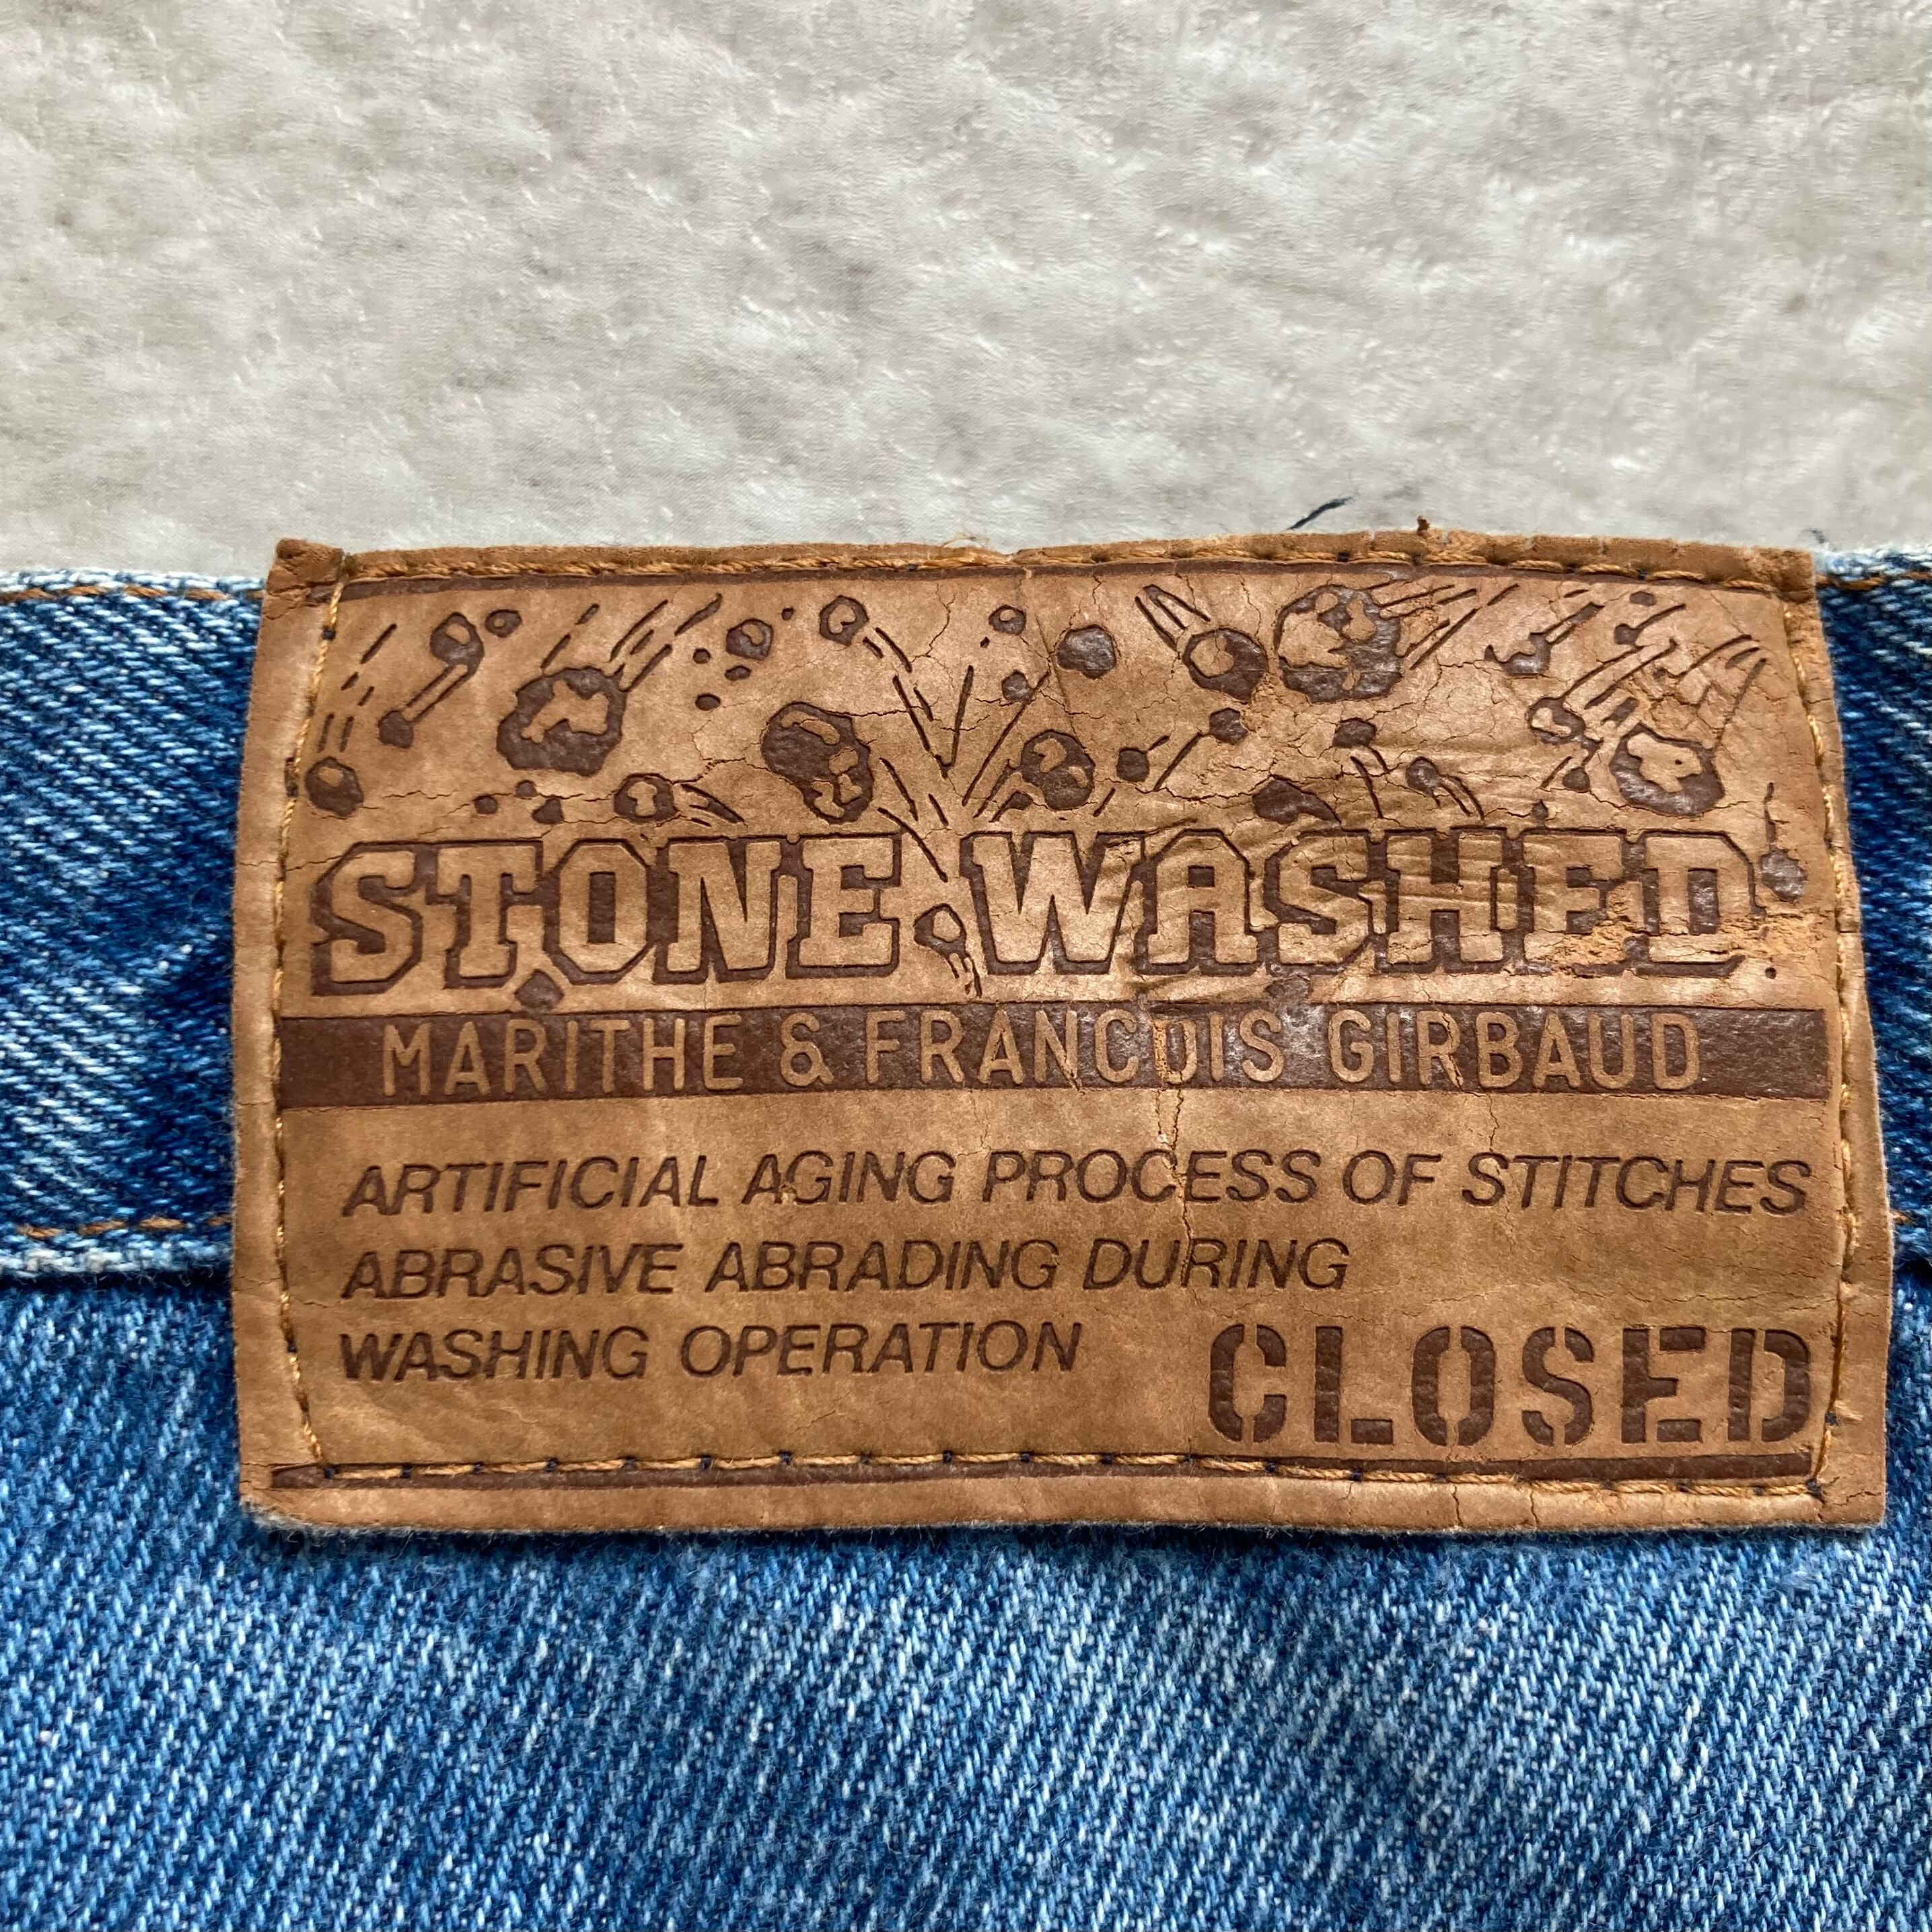 STONE WASHED
MARITHE & FRANCOIS GIRBAUD
ARTIFICIAL AGING PROCESS OF STITCHES
ABRASIVE ABRADING DURING
WASHING OPERATION
CLOSED